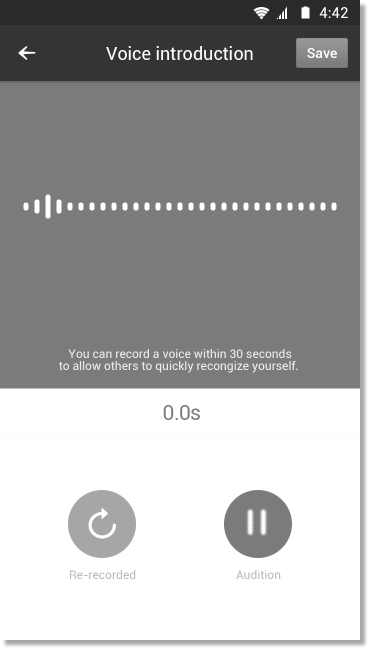 4:42
Voice introduction
Save
You can record a voice within 30 seconds
to allow others to quickly recongize yourself.
0.0s
Re-recorded
Audition